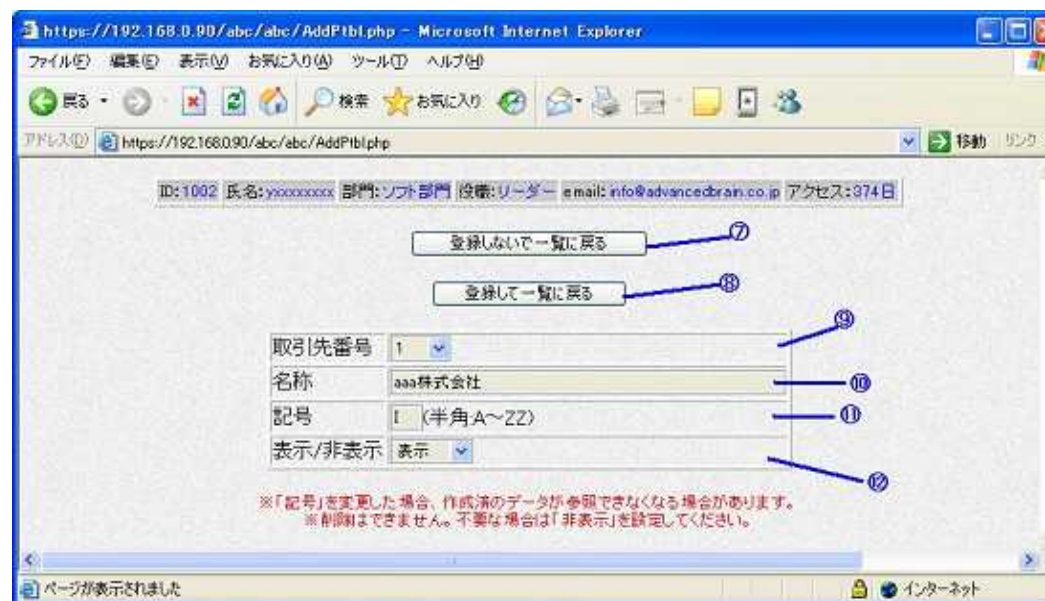 https://192.168.0.90/abc/abc/AddPtbl.php - Microsoft Internet Explorer
ファイル(F) 編集(E) 表示(V) お気に入り(A) ツール(T) ヘルプ(H)
戻る 検索 お気に入り
アドレス(D) https://192.168.0.90/abc/abc/AddPtbl.php 移動 リンク
ID:1002 氏名:yxxxxxxxxx 部門:ソフト部門 役職:リーダー email: info@advancedbrain.co.jp アクセス:374日
登録しないで一覧に戻る ⑦
登録して一覧に戻る ⑧
⑨
取引先番号 1
名称 aaa株式会社 ⑩
記号 I (半角A～ZZ) ⑪
表示/非表示 表示
⑫
※「記号」を変更した場合、作成済のデータが参照できなくなる場合があります。
※削除はできません。不要な場合は「非表示」を設定してください。
ページが表示されました インターネット